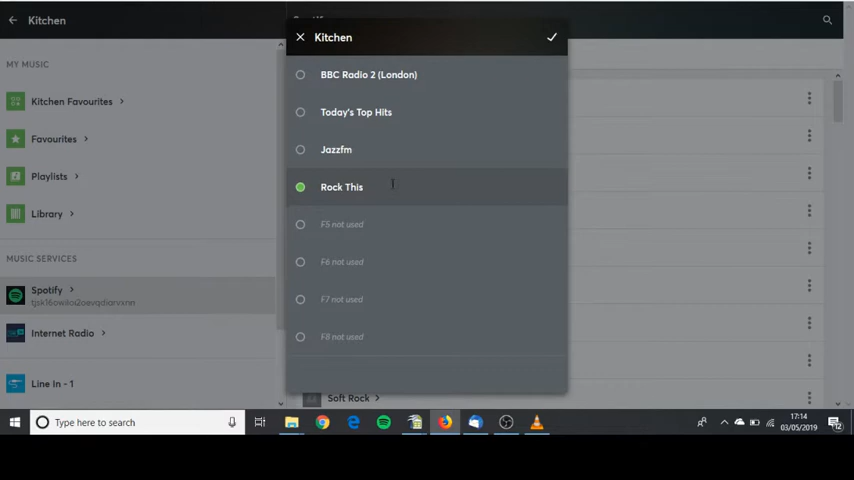 Kitchen
Kitchen
MY MUSIC
Kitchen Favourites
Favourites
Playlists
Library
MUSIC SERVICES
Spotify
Internet Radio
Line In - 1
BBC Radio 2 (London)
Today's Top Hits
Jazzfm
Rock This
F5 not used
F6 not used
F7 not used
F8 not used
Soft Rock
Type here to search
17:14
03/05/2019
12